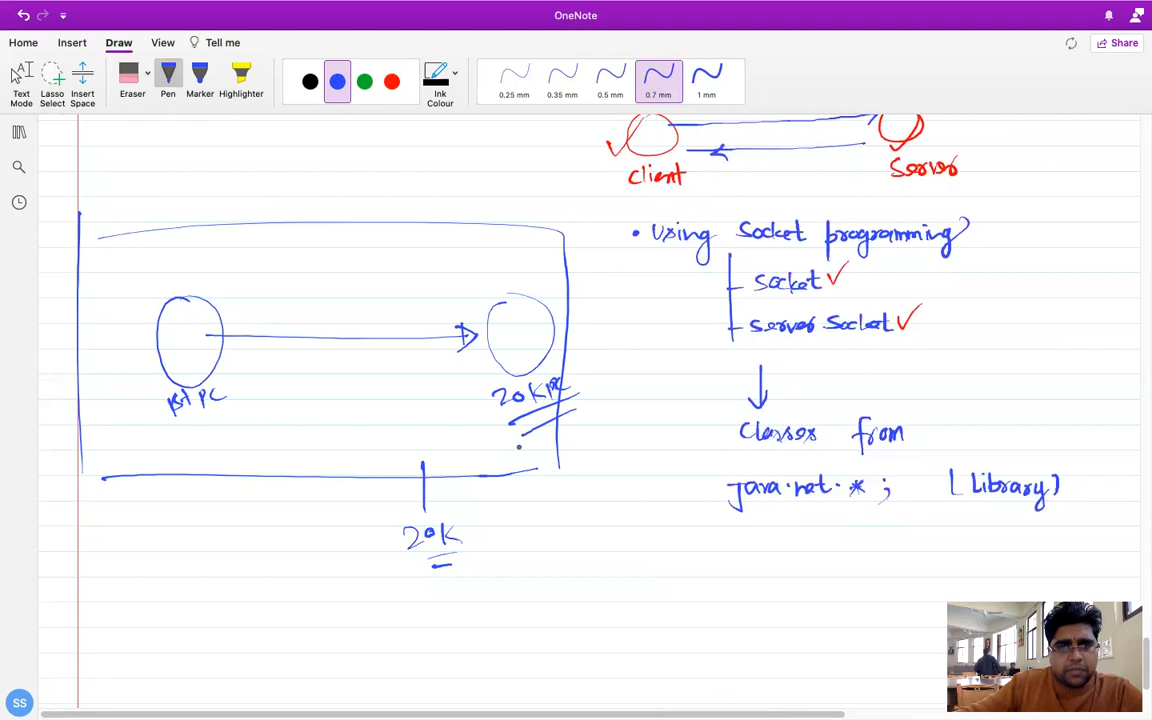 OneNote
Home Insert Draw View Tell me
Share
Text Mode
Lasso Select
Insert Space
Eraser
Pen
Marker
Highlighter
Ink Colour
0.25 mm
0.35 mm
0.5 mm
0.7 mm
1 mm
Client
Server
• Using Socket programming
Socket ✓
Server Socket ✓
1st PC
20K PC
Classes from
java.net.*; (Library)
20K
SS